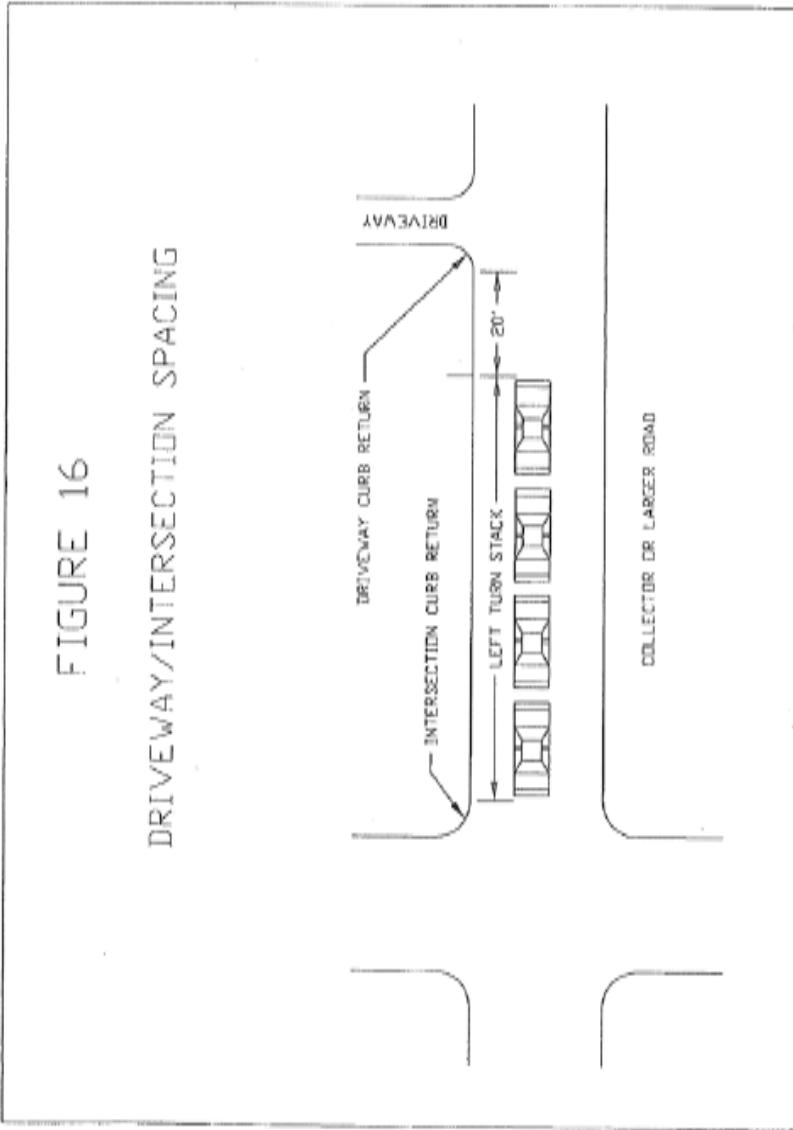 FIGURE 16
DRIVEWAY/INTERSECTION SPACING
DRIVEWAY
DRIVEWAY CURB RETURN
INTERSECTION CURB RETURN
20'
LEFT TURN STACK
COLLECTOR OR LARGER ROAD